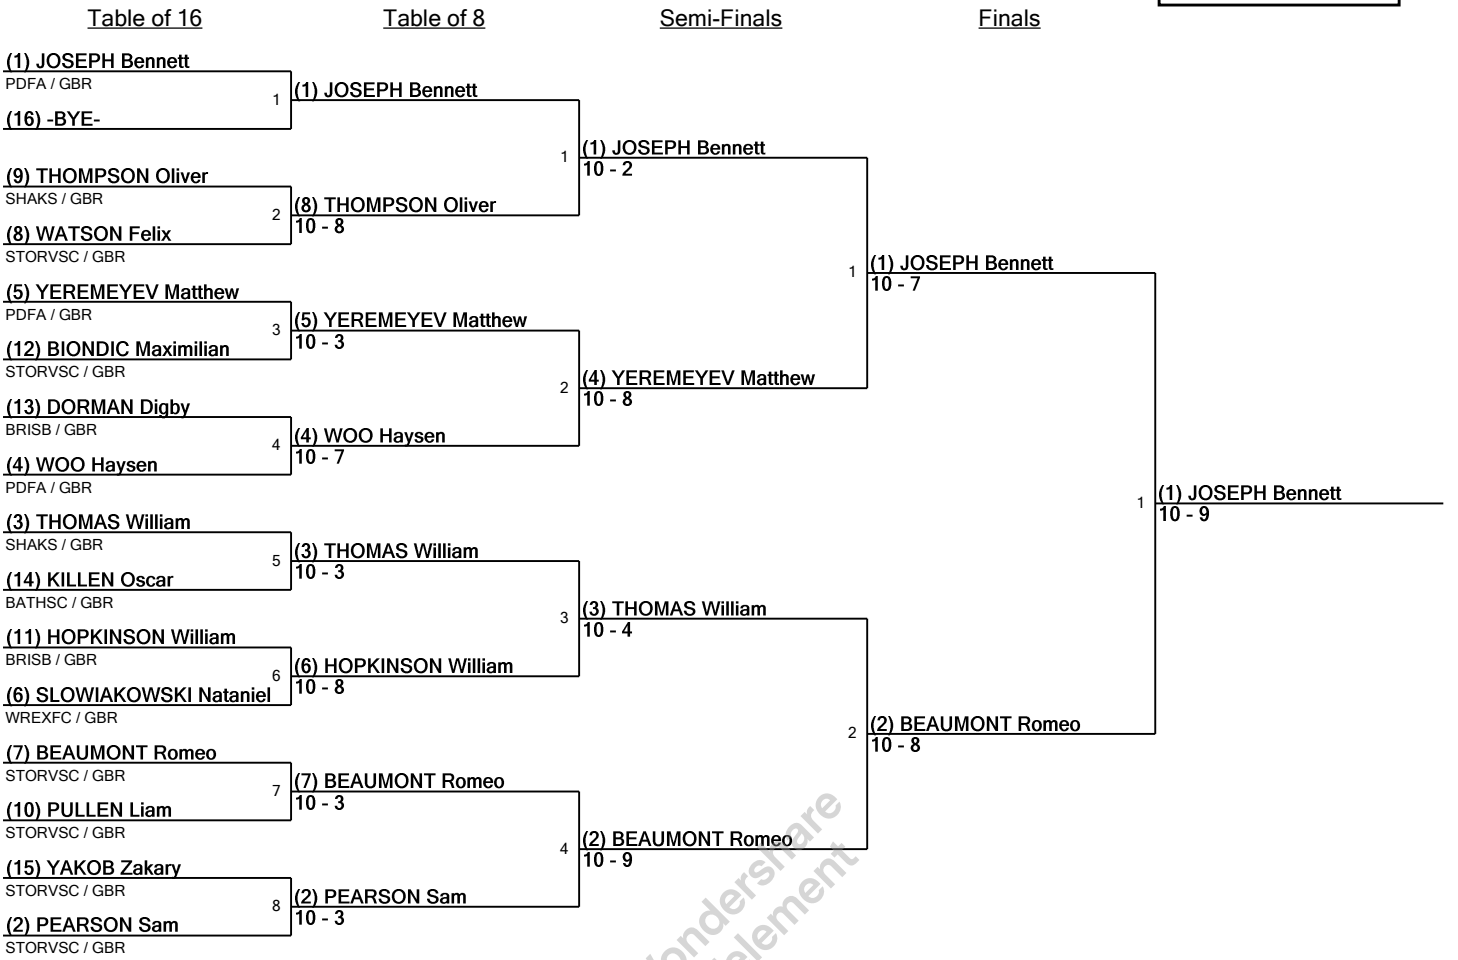 Table of 16
Table of 8
Semi-Finals
Finals
(1) JOSEPH Bennett
PDFA / GBR
1
(16) -BYE-
(9) THOMPSON Oliver
SHAKS / GBR
2
(8) WATSON Felix
STORVSC / GBR
(5) YEREMEYEV Matthew
PDFA / GBR
3
(12) BIONDIC Maximilian
STORVSC / GBR
(13) DORMAN Digby
BRISB / GBR
4
(4) WOO Haysen
PDFA / GBR
(3) THOMAS William
SHAKS / GBR
5
(14) KILLEN Oscar
BATHSC / GBR
(11) HOPKINSON William
BRISB / GBR
6
(6) SLOWIAKOWSKI Nataniel
WREXFC / GBR
(7) BEAUMONT Romeo
STORVSC / GBR
7
(10) PULLEN Liam
STORVSC / GBR
(15) YAKOB Zakary
STORVSC / GBR
8
(2) PEARSON Sam
STORVSC / GBR
(1) JOSEPH Bennett
1
(8) THOMPSON Oliver
10 - 8
(5) YEREMEYEV Matthew
10 - 3
2
(4) WOO Haysen
10 - 7
(3) THOMAS William
10 - 3
3
(6) HOPKINSON William
10 - 8
(7) BEAUMONT Romeo
10 - 3
4
(2) PEARSON Sam
10 - 3
(1) JOSEPH Bennett
10 - 2
1
(4) YEREMEYEV Matthew
10 - 8
(3) THOMAS William
10 - 4
2
(2) BEAUMONT Romeo
10 - 9
(1) JOSEPH Bennett
10 - 7
1
(2) BEAUMONT Romeo
10 - 8
(1) JOSEPH Bennett
10 - 9
ondershare
element